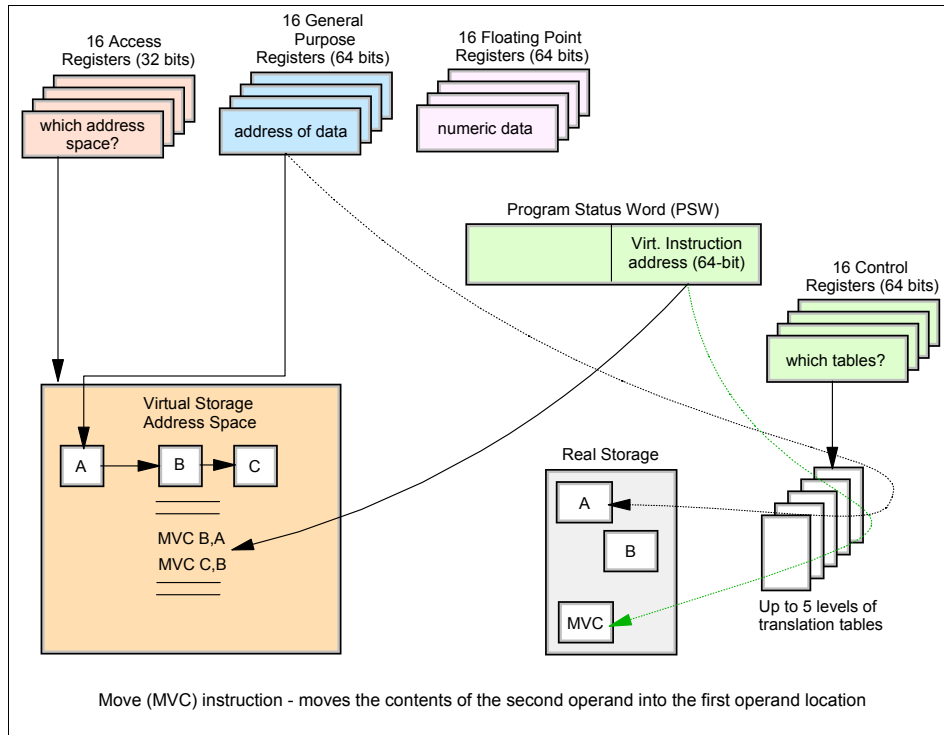 16 Access
Registers (32 bits)
which address
space?
16 General
Purpose
Registers (64 bits)
address of data
16 Floating Point
Registers (64 bits)
numeric data
Program Status Word (PSW)
Virt. Instruction
address (64-bit)
16 Control
Registers (64 bits)
which tables?
Virtual Storage
Address Space
A
B
C
MVC B,A
MVC C,B
Real Storage
A
B
MVC
Up to 5 levels of
translation tables
Move (MVC) instruction - moves the contents of the second operand into the first operand location